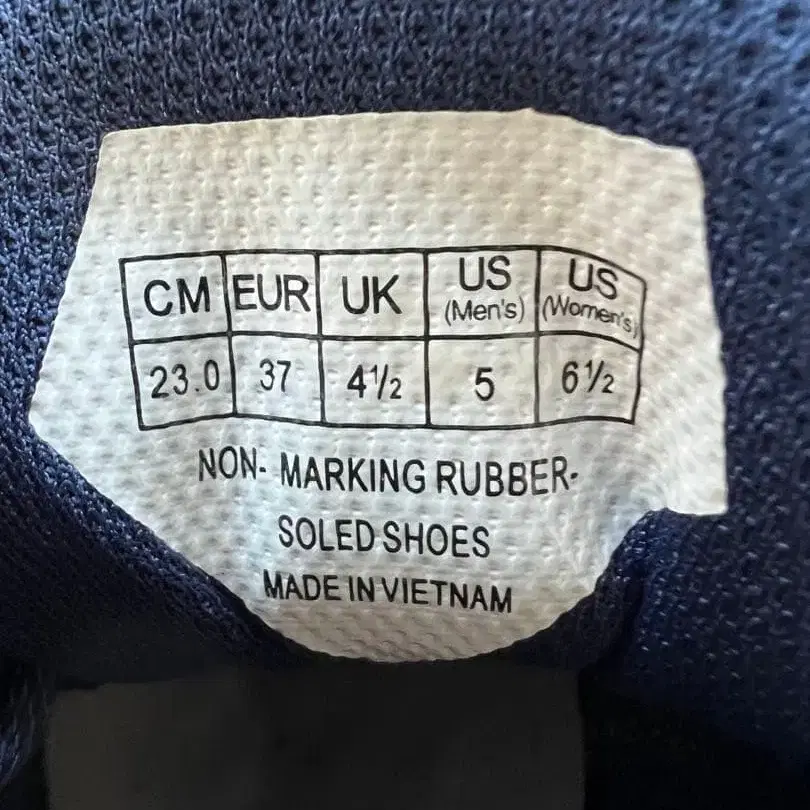 CM EUR UK US (Men's) US (Women's)
23.0 37 4½ 5 6½
NON- MARKING RUBBER-
SOLED SHOES
MADE IN VIETNAM